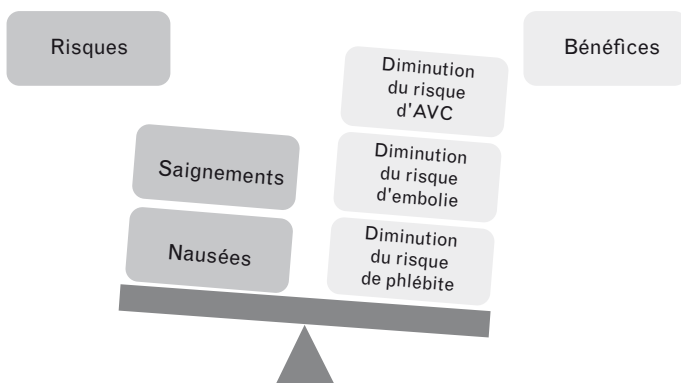 Risques
Bénéfices
Diminution
du risque
d'AVC
Saignements
Diminution
du risque
d'embolie
Nausées
Diminution
du risque
de phlébite